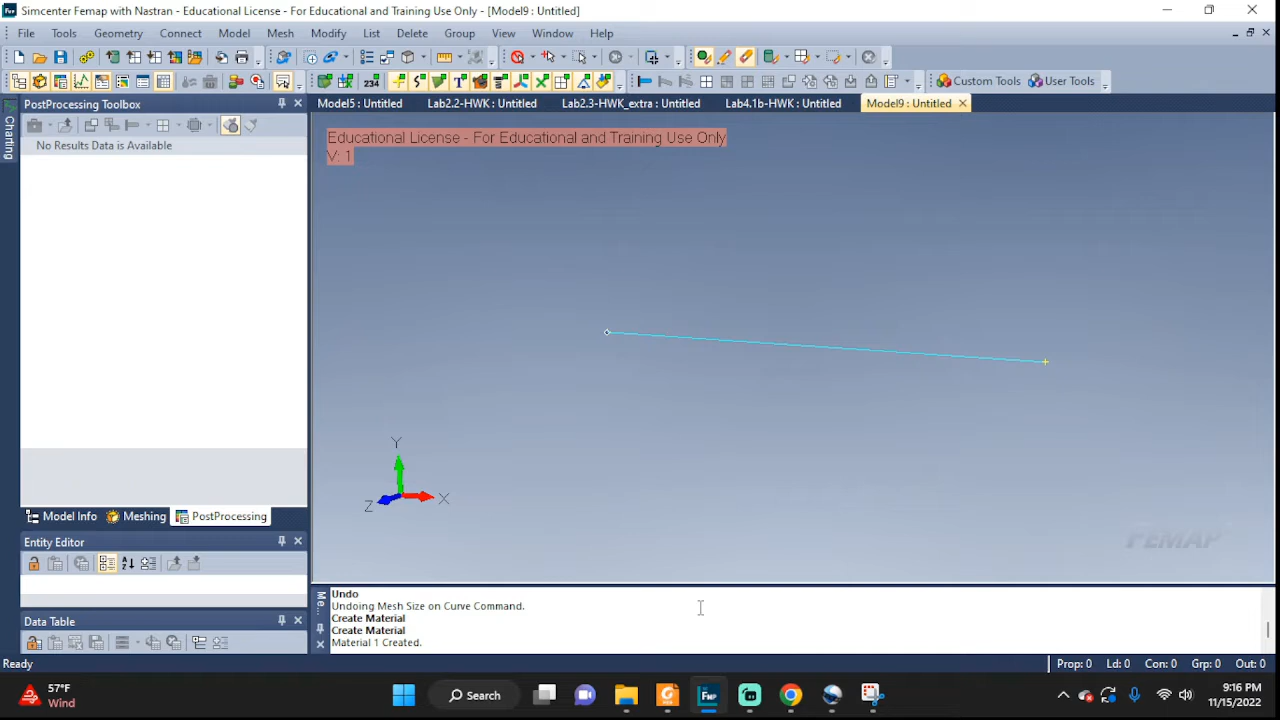 Simcenter Femap with Nastran - Educational License - For Educational and Training Use Only - [Model9 : Untitled]
File Tools Geometry Connect Model Mesh Modify List Delete Group View Window Help
234
Custom Tools User Tools
Charting
PostProcessing Toolbox
Model5 : Untitled Lab2.2-HWK : Untitled Lab2.3-HWK_extra : Untitled Lab4.1b-HWK : Untitled Model9 : Untitled
No Results Data is Available
Educational License - For Educational and Training Use Only
V: 1
Y
X
Z
FEMAP
Model Info Meshing PostProcessing
Entity Editor
Data Table
Me...
Undo
Undoing Mesh Size on Curve Command.
Create Material
Create Material
Material 1 Created.
Ready
Prop: 0 Ld: 0 Con: 0 Grp: 0 Out: 0
57°F
Wind
Search
FMP
9:16 PM
11/15/2022